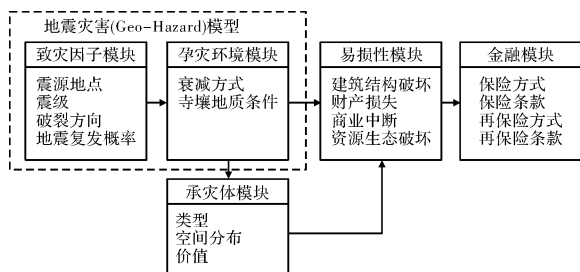 地震灾害(Geo-Hazard)模型
致灾因子模块
震源地点
震级
破裂方向
地震复发概率
孕灾环境模块
衰减方式
寺壤地质条件
易损性模块
建筑结构破坏
财产损失
商业中断
资源生态破坏
金融模块
保险方式
保险条款
再保险方式
再保险条款
承灾体模块
类型
空间分布
价值